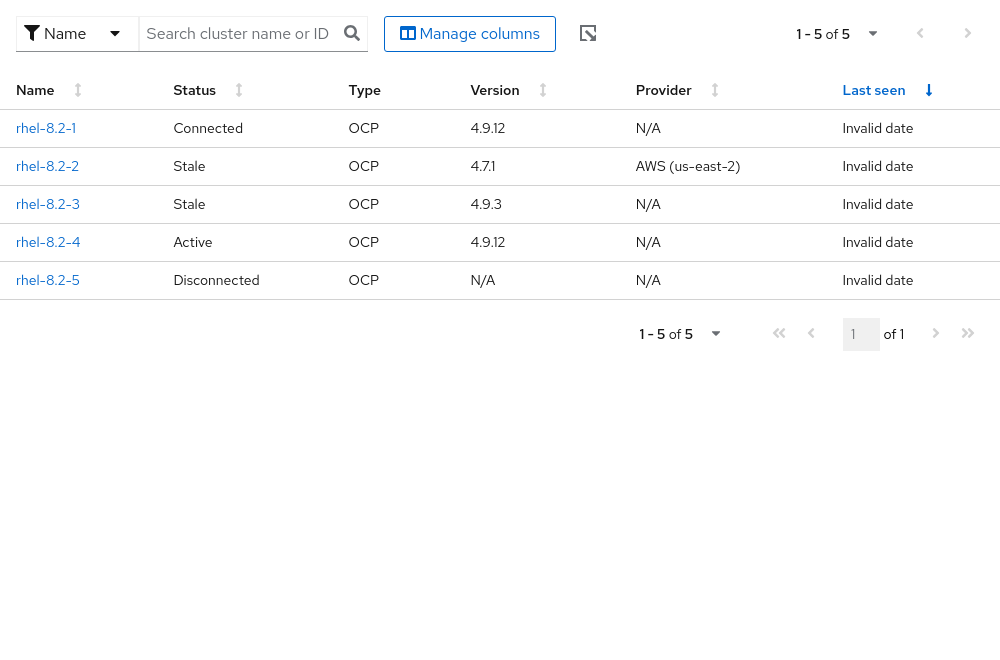 Name Search cluster name or ID Manage columns 1 - 5 of 5
Name Status Type Version Provider Last seen
rhel-8.2-1 Connected OCP 4.9.12 N/A Invalid date
rhel-8.2-2 Stale OCP 4.7.1 AWS (us-east-2) Invalid date
rhel-8.2-3 Stale OCP 4.9.3 N/A Invalid date
rhel-8.2-4 Active OCP 4.9.12 N/A Invalid date
rhel-8.2-5 Disconnected OCP N/A N/A Invalid date
1 - 5 of 5 1 of 1